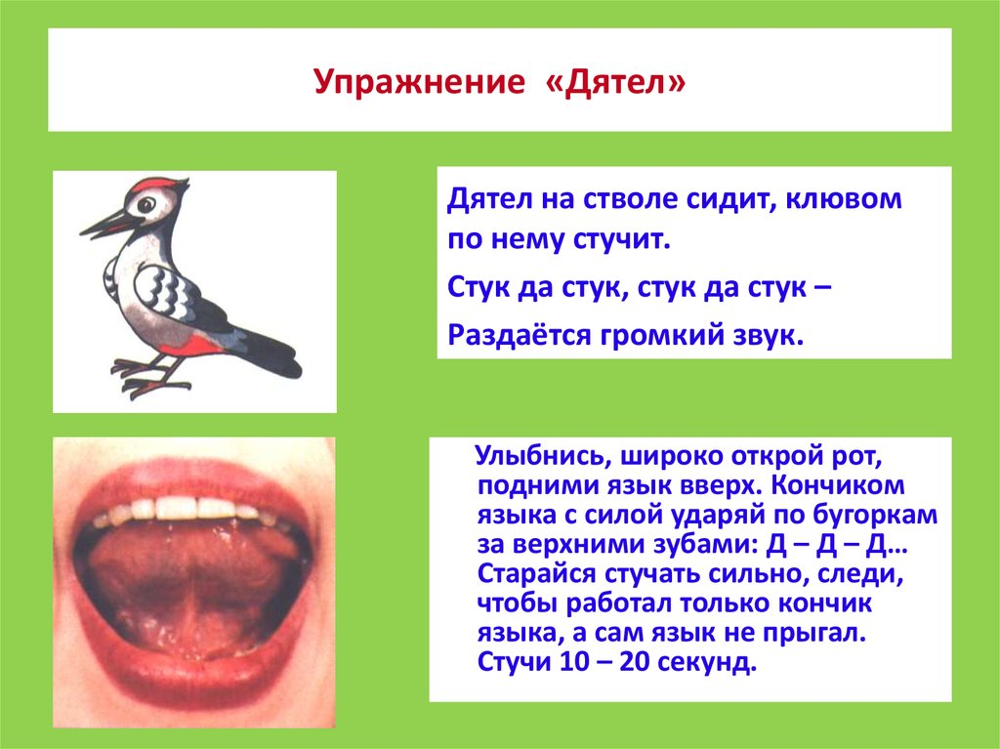 Упражнение «Дятел»
Дятел на стволе сидит, клювом
по нему стучит.
Стук да стук, стук да стук –
Раздаётся громкий звук.
Улыбнись, широко открой рот,
подними язык вверх. Кончиком
языка с силой ударяй по бугоркам
за верхними зубами: Д – Д – Д…
Старайся стучать сильно, следи,
чтобы работал только кончик
языка, а сам язык не прыгал.
Стучи 10 – 20 секунд.